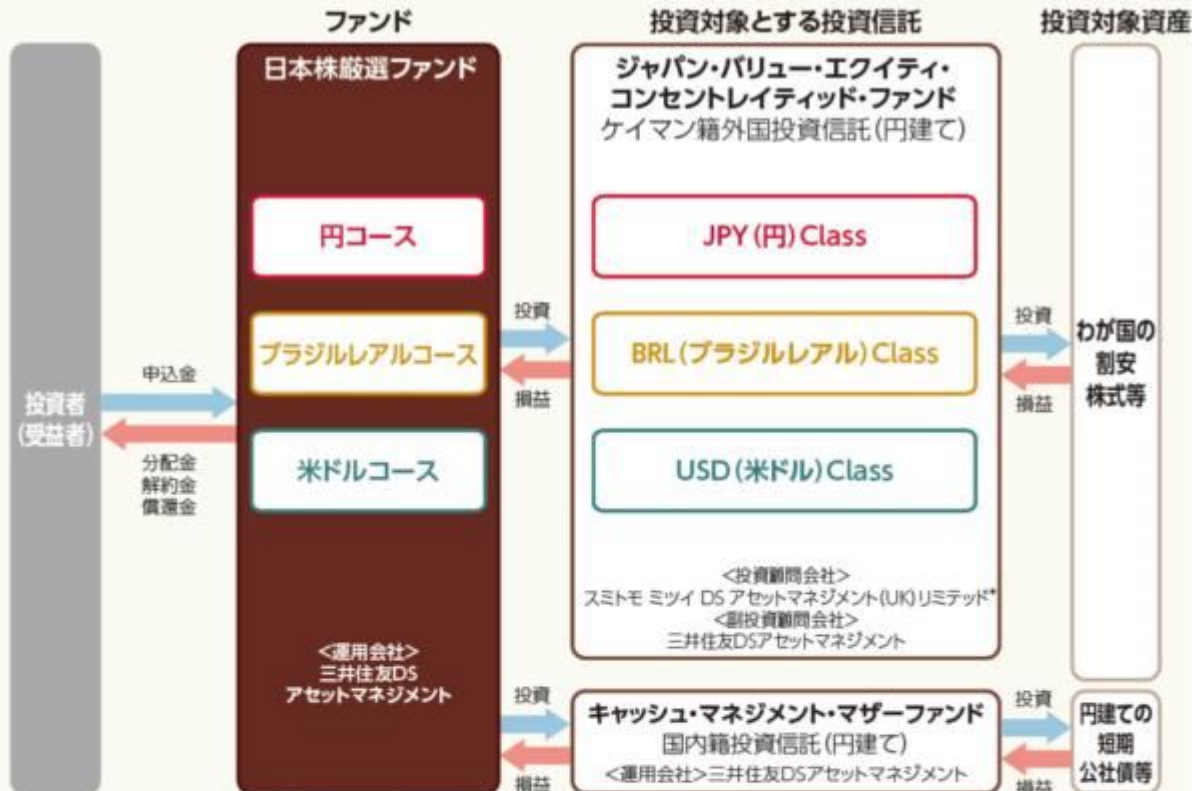 ファンド
投資対象とする投資信託
投資対象資産
投資者
(受益者)
申込金
分配金
解約金
償還金
日本株厳選ファンド
円コース
ブラジルレアルコース
米ドルコース
<運用会社>
三井住友DS
アセットマネジメント
投資
損益
ジャパン・バリュー・エクイティ・
コンセントレイティッド・ファンド
ケイマン籍外国投資信託(円建て)
JPY(円)Class
BRL(ブラジルレアル)Class
USD(米ドル)Class
<投資顧問会社>
スミトモ ミツイ DS アセットマネジメント(UK)リミテッド*
<副投資顧問会社>
三井住友DSアセットマネジメント
投資
損益
わが国の
割安
株式等
投資
損益
キャッシュ・マネジメント・マザーファンド
国内籍投資信託(円建て)
<運用会社>三井住友DSアセットマネジメント
投資
損益
円建ての
短期
公社債等